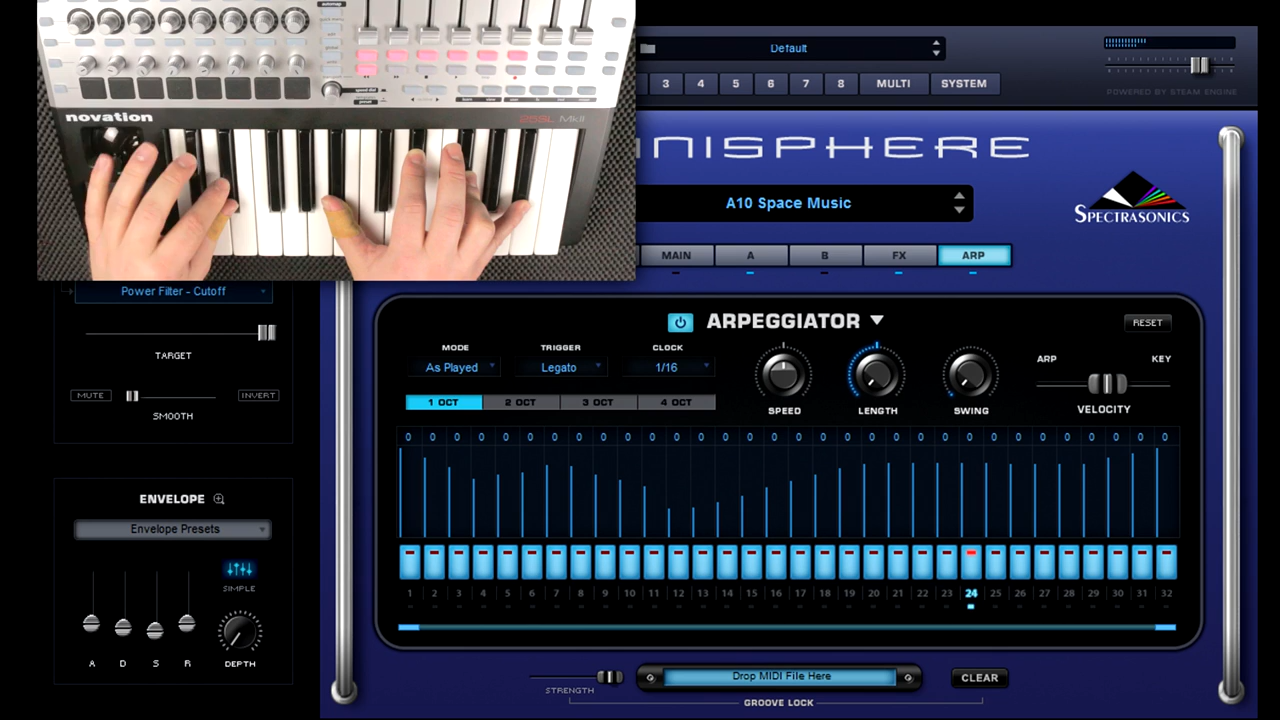 automap
novation
25SL MkII
Default
3 4 5 6 7 8 MULTI SYSTEM
POWERED BY STEAM ENGINE
NISPHERE
A10 Space Music
SPECTRASONICS
MAIN A B FX ARP
Power Filter - Cutoff
TARGET
MUTE INVERT
SMOOTH
ENVELOPE
Envelope Presets
SIMPLE
A D S R DEPTH
ARPEGGIATOR
RESET
MODE TRIGGER CLOCK
As Played Legato 1/16
1 OCT 2 OCT 3 OCT 4 OCT
SPEED LENGTH SWING
ARP KEY
VELOCITY
0 0 0 0 0 0 0 0 0 0 0 0 0 0 0 0 0 0 0 0 0 0 0 0 0 0 0 0 0 0 0 0
1 2 3 4 5 6 7 8 9 10 11 12 13 14 15 16 17 18 19 20 21 22 23 24 25 26 27 28 29 30 31 32
STRENGTH
Drop MIDI File Here
CLEAR
GROOVE LOCK